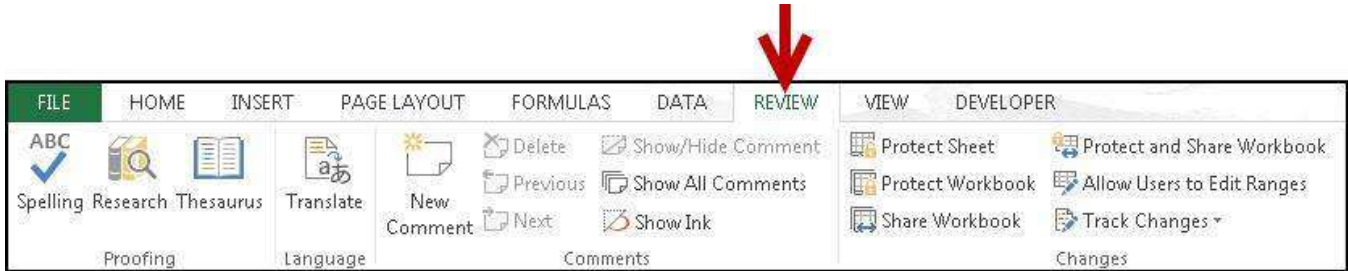 FILE HOME INSERT PAGE LAYOUT FORMULAS DATA REVIEW VIEW DEVELOPER
ABC
Spelling
Research
Thesaurus
Proofing
aあ
Translate
Language
New
Comment
Delete
Previous
Next
Show/Hide Comment
Show All Comments
Show Ink
Comments
Protect Sheet
Protect Workbook
Share Workbook
Protect and Share Workbook
Allow Users to Edit Ranges
Track Changes
Changes